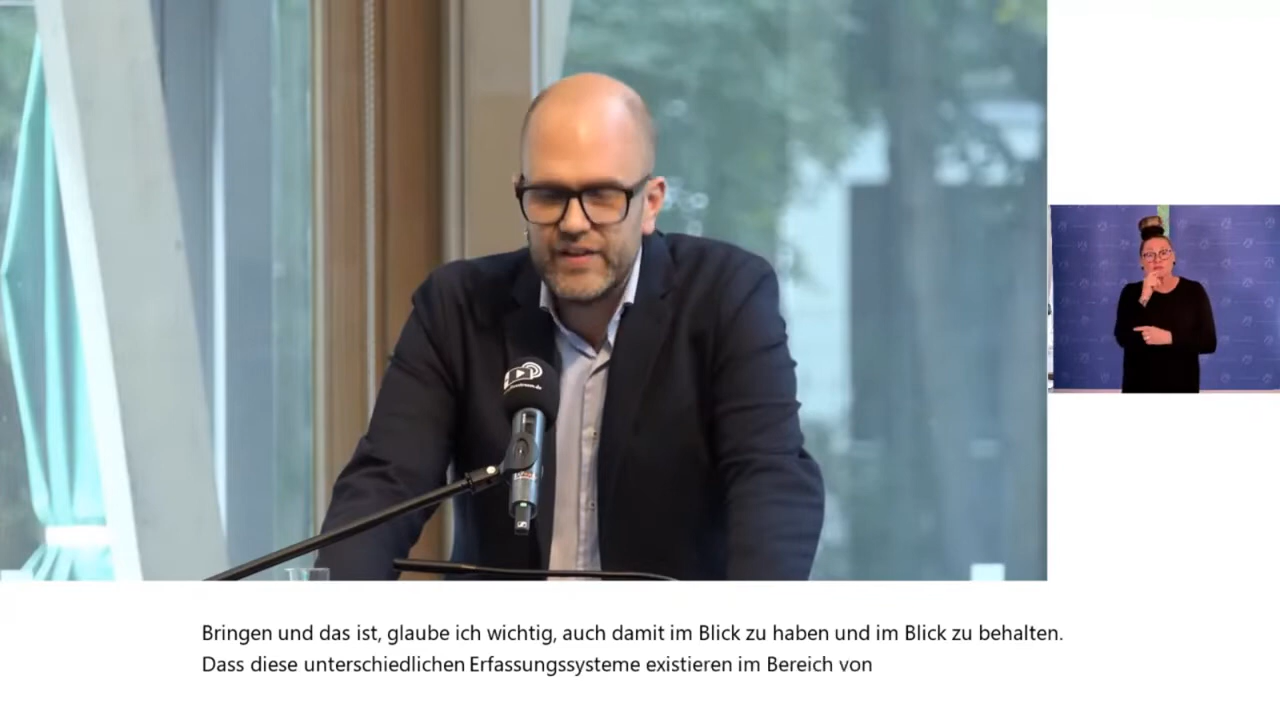 Bringen und das ist, glaube ich wichtig, auch damit im Blick zu haben und im Blick zu behalten.
Dass diese unterschiedlichen Erfassungssysteme existieren im Bereich von